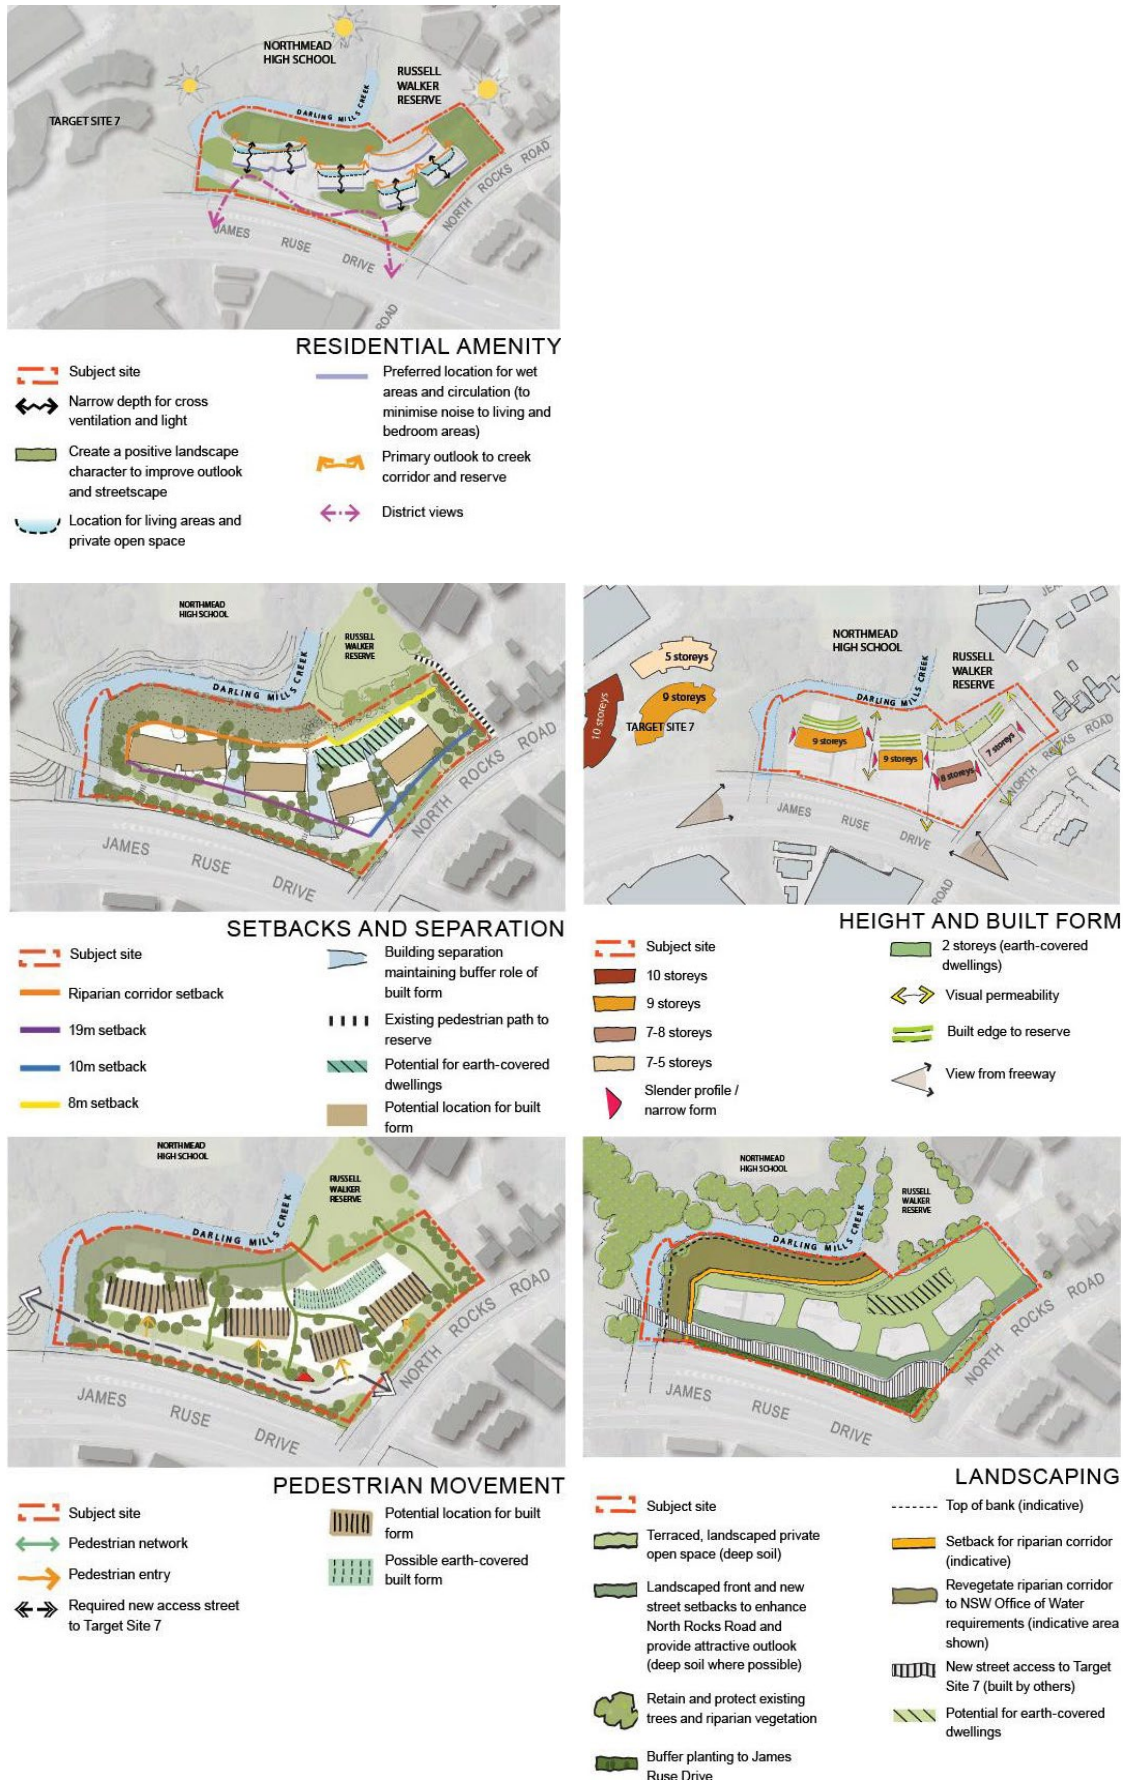 NORTHMEAD
HIGH SCHOOL
RUSSELL
WALKER
RESERVE
TARGET SITE 7
DARLING MILLS CREEK
NORTH ROCKS ROAD
JAMES RUSE DRIVE
ROAD
RESIDENTIAL AMENITY
Subject site
Narrow depth for cross
ventilation and light
Create a positive landscape
character to improve outlook
and streetscape
Location for living areas and
private open space
Preferred location for wet
areas and circulation (to
minimise noise to living and
bedroom areas)
Primary outlook to creek
corridor and reserve
District views
NORTHMEAD
HIGH SCHOOL
RUSSELL
WALKER
RESERVE
DARLING MILLS CREEK
NORTH ROCKS ROAD
JAMES RUSE DRIVE
SETBACKS AND SEPARATION
Subject site
Riparian corridor setback
19m setback
10m setback
8m setback
Building separation
maintaining buffer role of
built form
Existing pedestrian path to
reserve
Potential for earth-covered
dwellings
Potential location for built
form
5 storeys
9 storeys
10 storeys
TARGET SITE 7
NORTHMEAD
HIGH SCHOOL
RUSSELL
WALKER
RESERVE
DARLING MILLS CREEK
9 storeys
9 storeys
8 storeys
7 storeys
NORTH ROCKS ROAD
JAMES RUSE DRIVE
ROAD
HEIGHT AND BUILT FORM
Subject site
10 storeys
9 storeys
7-8 storeys
7-5 storeys
Slender profile /
narrow form
2 storeys (earth-covered
dwellings)
Visual permeability
Built edge to reserve
View from freeway
NORTHMEAD
HIGH SCHOOL
RUSSELL
WALKER
RESERVE
DARLING MILLS CREEK
NORTH ROCKS ROAD
JAMES RUSE DRIVE
PEDESTRIAN MOVEMENT
Subject site
Pedestrian network
Pedestrian entry
Required new access street
to Target Site 7
Potential location for built
form
Possible earth-covered
built form
NORTHMEAD
HIGH SCHOOL
RUSSELL
WALKER
RESERVE
DARLING MILLS CREEK
NORTH ROCKS ROAD
JAMES RUSE DRIVE
LANDSCAPING
Subject site
Terraced, landscaped private
open space (deep soil)
Landscaped front and new
street setbacks to enhance
North Rocks Road and
provide attractive outlook
(deep soil where possible)
Retain and protect existing
trees and riparian vegetation
Buffer planting to James
Ruse Drive
Top of bank (indicative)
Setback for riparian corridor
(indicative)
Revegetate riparian corridor
to NSW Office of Water
requirements (indicative area
shown)
New street access to Target
Site 7 (built by others)
Potential for earth-covered
dwellings